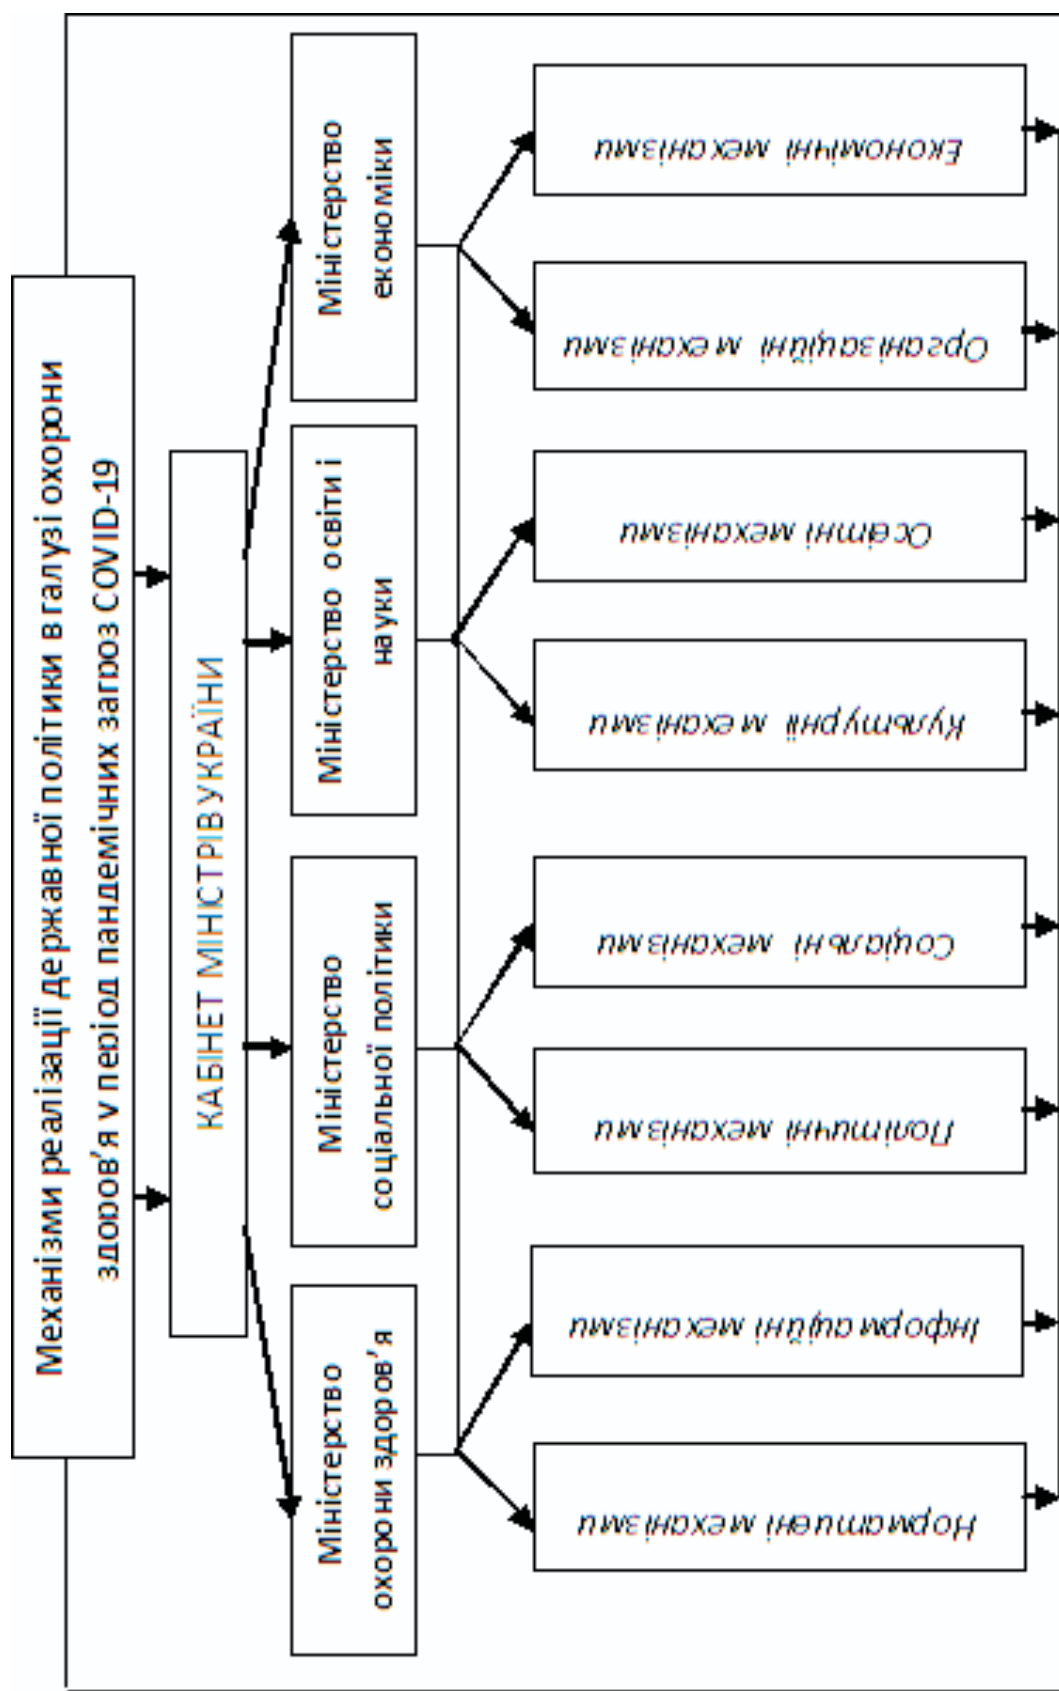 Механізми реалізації державної політики в галузі охорони
здоров'я у період пандемічних загроз COVID-19
КАБІНЕТ МІНІСТРІВ УКРАЇНИ
Міністерство
охорони здоров'я
Міністерство
соціальної політики
Міністерство освіти і
науки
Міністерство
економіки
Нормативні механізми
Інформаційні механізми
Політичні механізми
Соціальні механізми
Культурнії механізми
Освітні механізми
Організаційні механізми
Економічні механізми